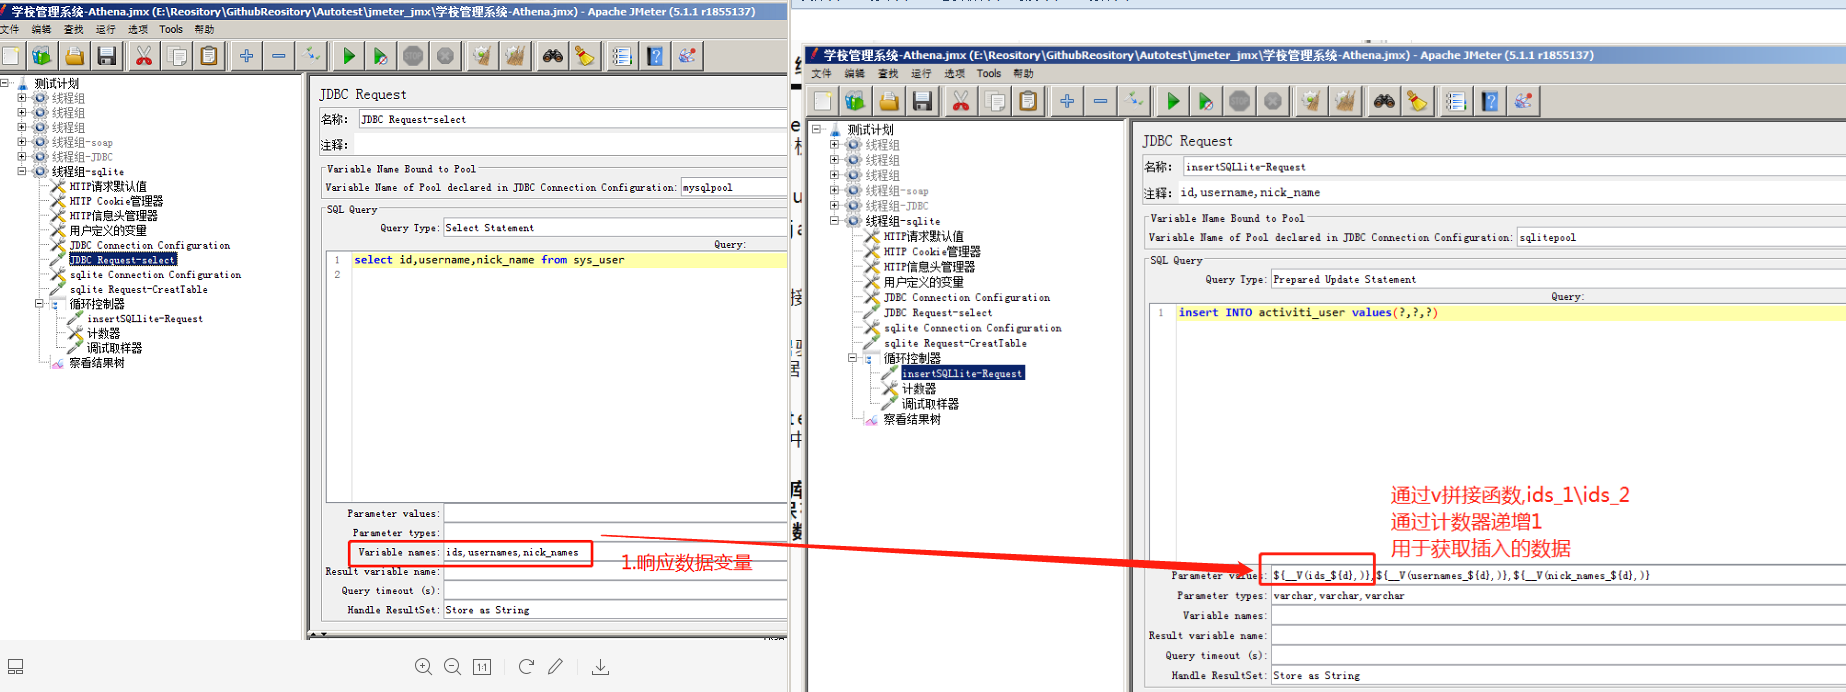 学校管理系统-Athena.jmx (E:\Reository\GithubReository\Autotest\jmeter_jmx\学校管理系统-Athena.jmx) - Apache JMeter (5.1.1 r1855137)
文件 编辑 查找 运行 选项 Tools 帮助
测试计划
线程组
线程组
线程组
线程组-soap
线程组-JDBC
线程组-sqlite
HTTP请求默认值
HTTP Cookie管理器
HTTP信息头管理器
用户定义的变量
JDBC Connection Configuration
JDBC Request-select
sqlite Connection Configuration
sqlite Request-CreatTable
循环控制器
insertSQLlite-Request
计数器
调试取样器
察看结果树
JDBC Request
名称: JDBC Request-select
注释:
Variable Name Bound to Pool
Variable Name of Pool declared in JDBC Connection Configuration: mysqlpool
SQL Query
Query Type: Select Statement
Query:
1 select id,username,nick_name from sys_user
2
Parameter values:
Parameter types:
Variable names: ids,usernames,nick_names
1.响应数据变量
Result variable name:
Query timeout (s):
Handle ResultSet: Store as String
1:1
学校管理系统-Athena.jmx (E:\Reository\GithubReository\Autotest\jmeter_jmx\学校管理系统-Athena.jmx) - Apache JMeter (5.1.1 r1855137)
文件 编辑 查找 运行 选项 Tools 帮助
测试计划
线程组
线程组
线程组
线程组-soap
线程组-JDBC
线程组-sqlite
HTTP请求默认值
HTTP Cookie管理器
HTTP信息头管理器
用户定义的变量
JDBC Connection Configuration
JDBC Request-select
sqlite Connection Configuration
sqlite Request-CreatTable
循环控制器
insertSQLlite-Request
计数器
调试取样器
察看结果树
JDBC Request
名称: insertSQLlite-Request
注释: id,username,nick_name
Variable Name Bound to Pool
Variable Name of Pool declared in JDBC Connection Configuration: sqlitepool
SQL Query
Query Type: Prepared Update Statement
Query:
1 insert INTO activiti_user values(?,?,?)
通过v拼接函数,ids_1\ids_2
通过计数器递增1
用于获取插入的数据
Parameter values: ${__V(ids_${d},)},${__V(usernames_${d},)},${__V(nick_names_${d},)}
Parameter types: varchar,varchar,varchar
Variable names:
Result variable name:
Query timeout (s):
Handle ResultSet: Store as String